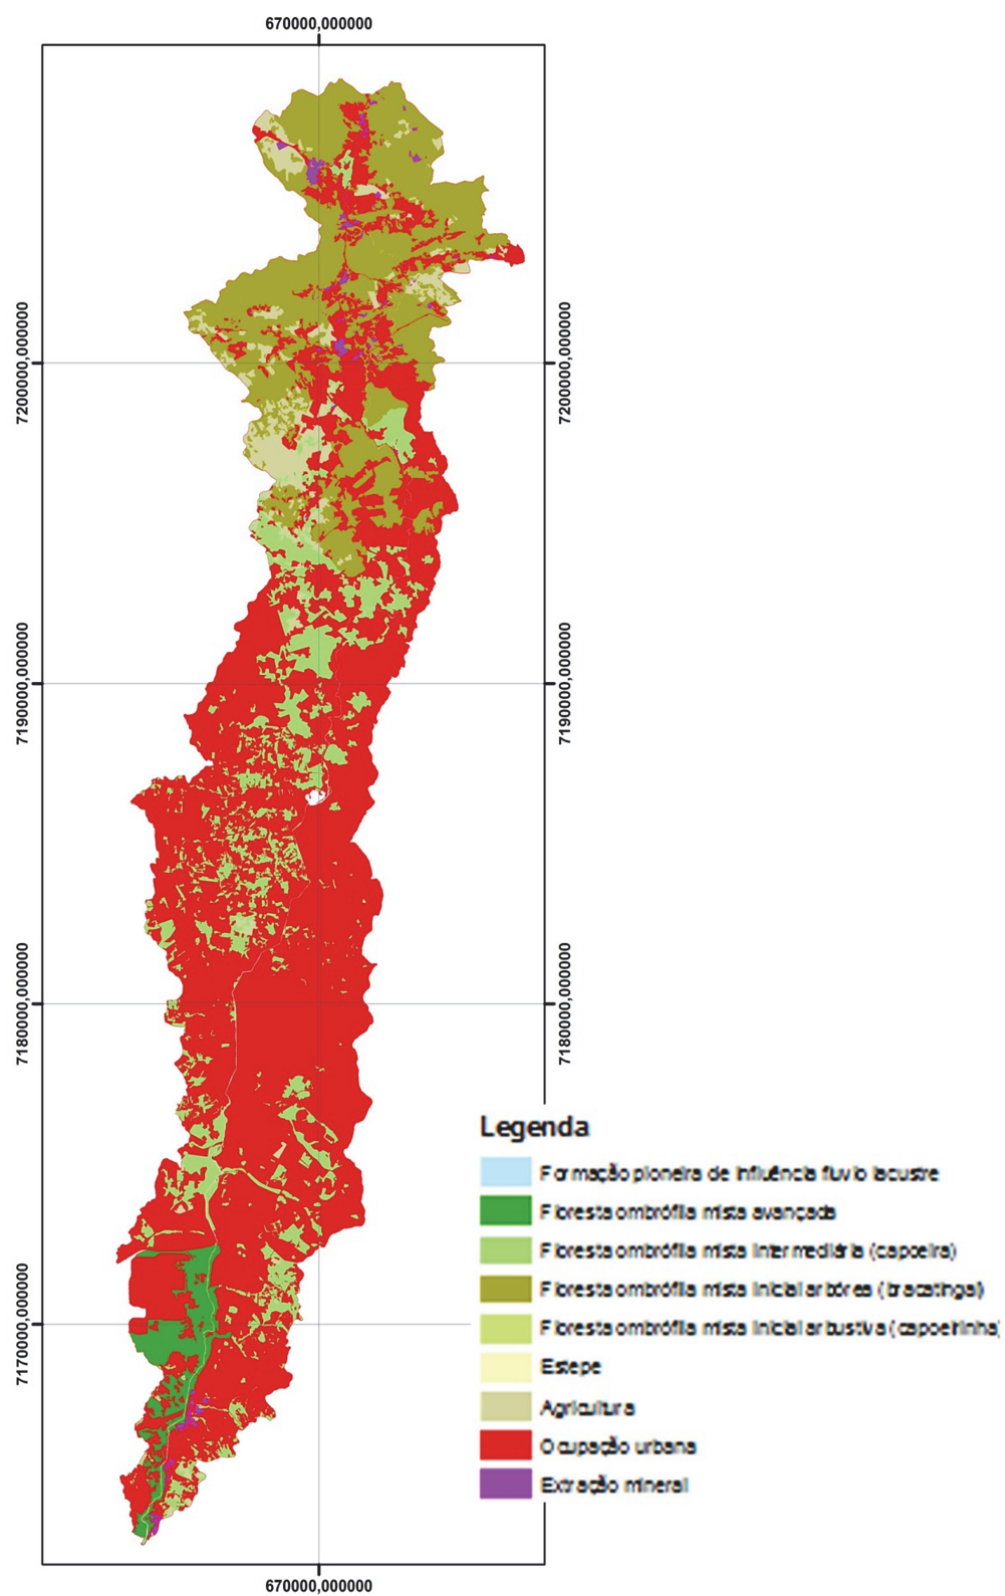 670000,000000
7200000,000000
7200000,000000
7190000,000000
7190000,000000
7180000,000000
7180000,000000
Legenda
Formação pioneira de influência fluvio lacustre
Floresta ombrófila mista avançada
Floresta ombrófila mista intermediária (capoeira)
Floresta ombrófila mista inicial arbórea (bracatinga)
Floresta ombrófila mista inicial arbustiva (capoeirinha)
Estepe
Agricultura
Ocupação urbana
Extração mineral
7170000,000000
670000,000000